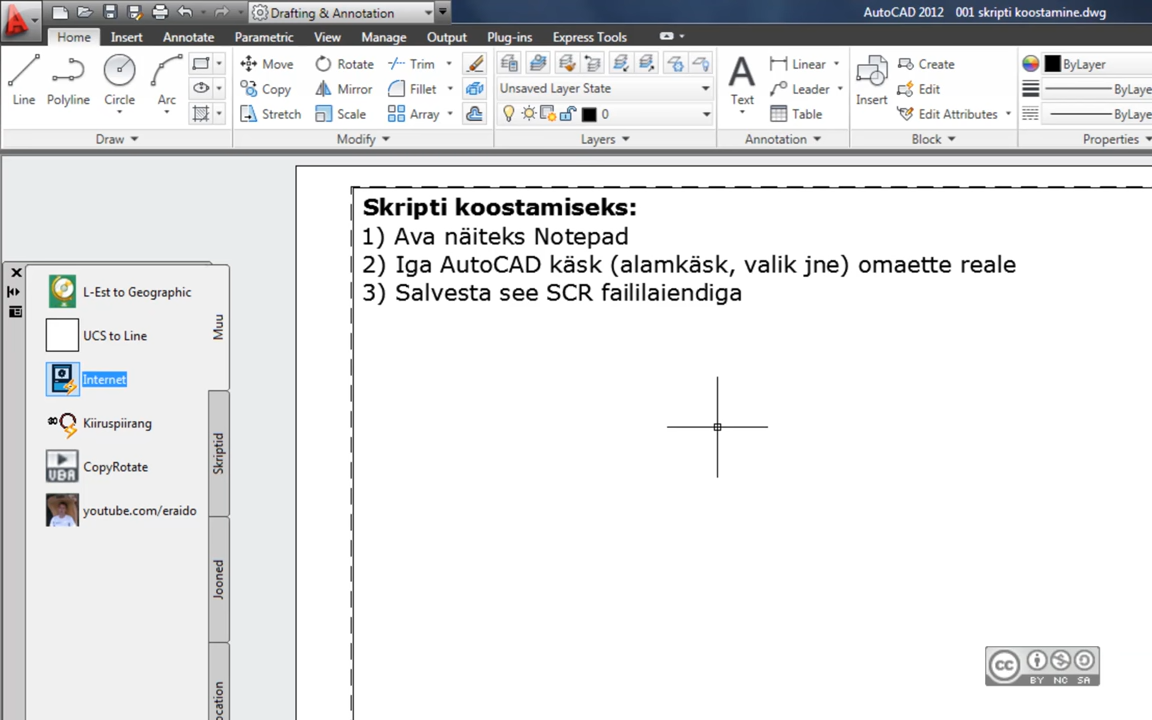 Drafting & Annotation
AutoCAD 2012 001 skripti koostamine.dwg
Home Insert Annotate Parametric View Manage Output Plug-ins Express Tools
Line Polyline Circle Arc
Move Rotate Trim
Copy Mirror Fillet
Stretch Scale Array
Unsaved Layer State
0
Text
Linear
Leader
Table
Insert
Create
Edit
Edit Attributes
ByLayer
ByLaye
ByLaye
Draw Modify Layers Annotation Block Properties
Skripti koostamiseks:
1) Ava näiteks Notepad
2) Iga AutoCAD käsk (alamkäsk, valik jne) omaette reale
3) Salvesta see SCR faililaiendiga
L-Est to Geographic
UCS to Line
Internet
Kiiruspiirang
CopyRotate
VBA
youtube.com/eraido
Muu
Skriptid
Jooned
ocation
cc
BY NC SA